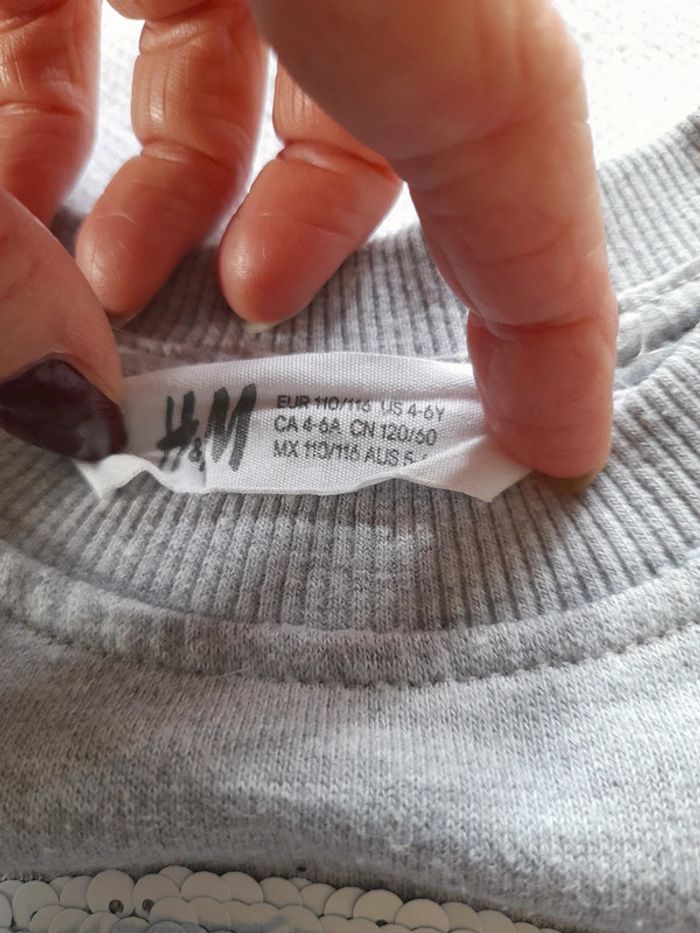 H&M
EUR 110/116 US 4-6Y
CA 4-6A CN 120/60
MX 110/116 AUS 5